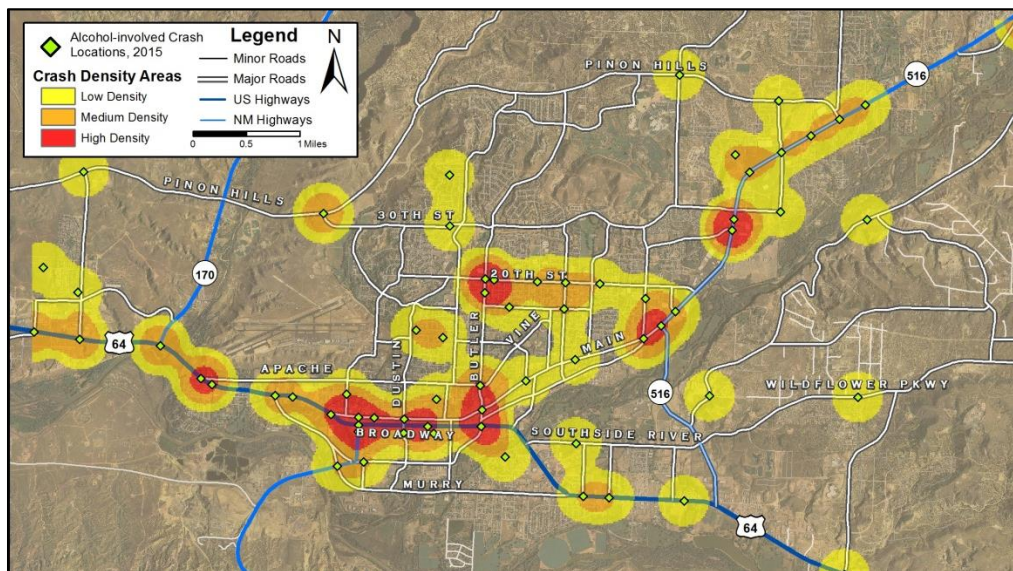 Alcohol-involved Crash
Locations, 2015
Crash Density Areas
Low Density
Medium Density
High Density
Legend
Minor Roads
Major Roads
US Highways
NM Highways
0 0.5 1 Miles
N
PINON HILLS
516
PINON HILLS
30TH ST
170
20TH ST
64
VINE
MAIN
BUTLER
DUSTIN
APACHE
516
WILDFLOWER PKWY
BROADWAY
SOUTHSIDE RIVER
MURRY
64